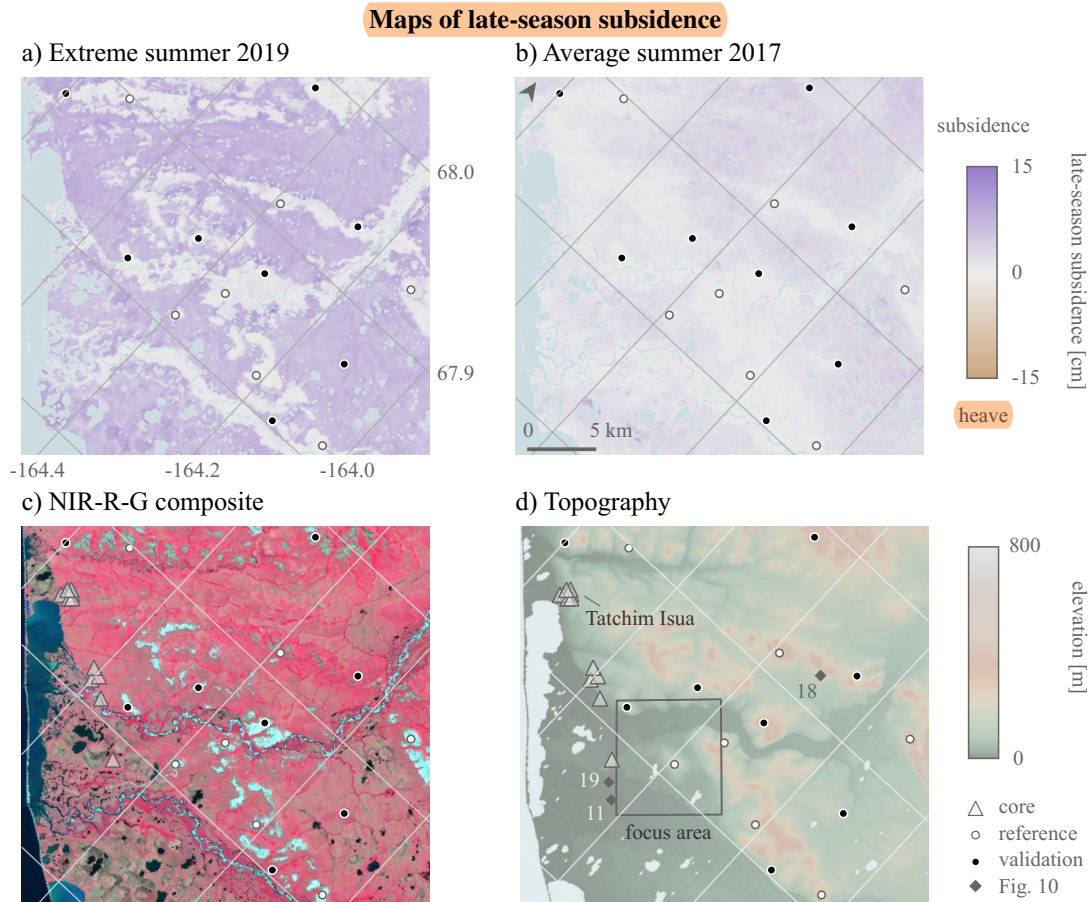 Maps of late-season subsidence
a) Extreme summer 2019
b) Average summer 2017
subsidence
15
0
-15
late-season subsidence [cm]
heave
68.0
67.9
0 5 km
-164.4 -164.2 -164.0
c) NIR-R-G composite
d) Topography
Tatchim Isua
18
19
11
focus area
800
0
elevation [m]
core
reference
validation
Fig. 10